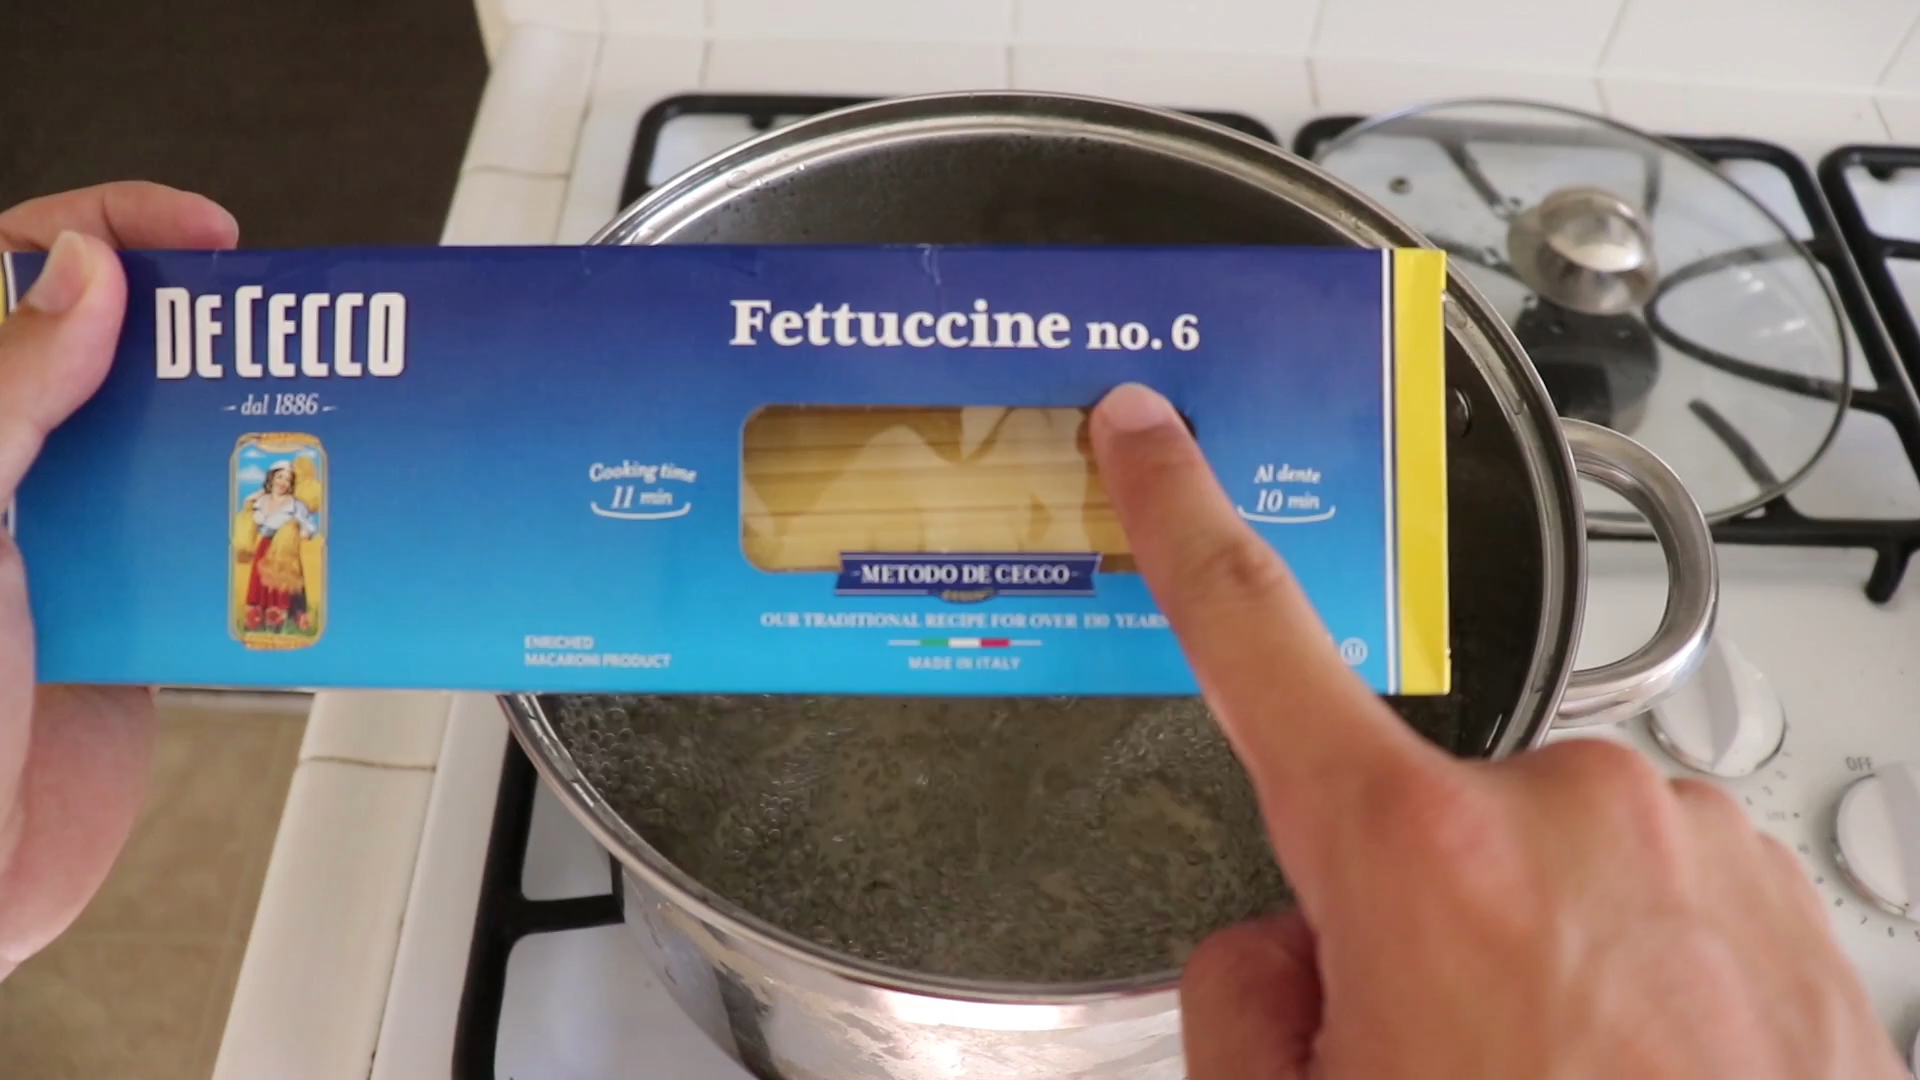 DE CECCO
dal 1886
Fettuccine no. 6
Cooking time
11 min
Al dente
10 min
METODO DE CECCO
OUR TRADITIONAL RECIPE FOR OVER 130 YEARS
MADE IN ITALY
ENRICHED
MACARONI PRODUCT
U
OFF